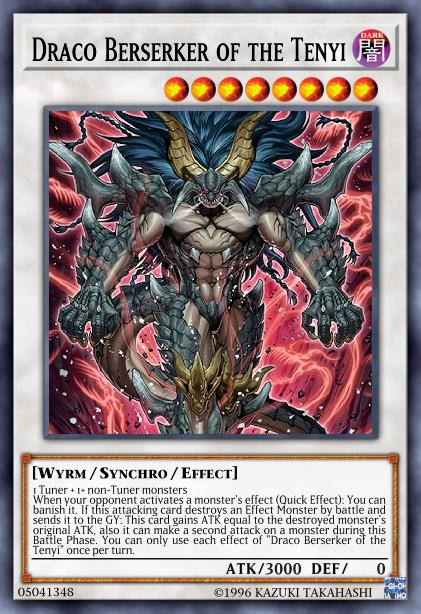 DRACO BERSERKER OF THE TENYI
DARK
闇
[WYRM / SYNCHRO / EFFECT]
1 Tuner + 1+ non-Tuner monsters
When your opponent activates a monster's effect (Quick Effect): You can
banish it. If this attacking card destroys an Effect Monster by battle and
sends it to the GY: This card gains ATK equal to the destroyed monster's
original ATK, also it can make a second attack on a monster during this
Battle Phase. You can only use each effect of "Draco Berserker of the
Tenyi" once per turn.
ATK/3000 DEF/ 0
05041348
©1996 KAZUKI TAKAHASHI